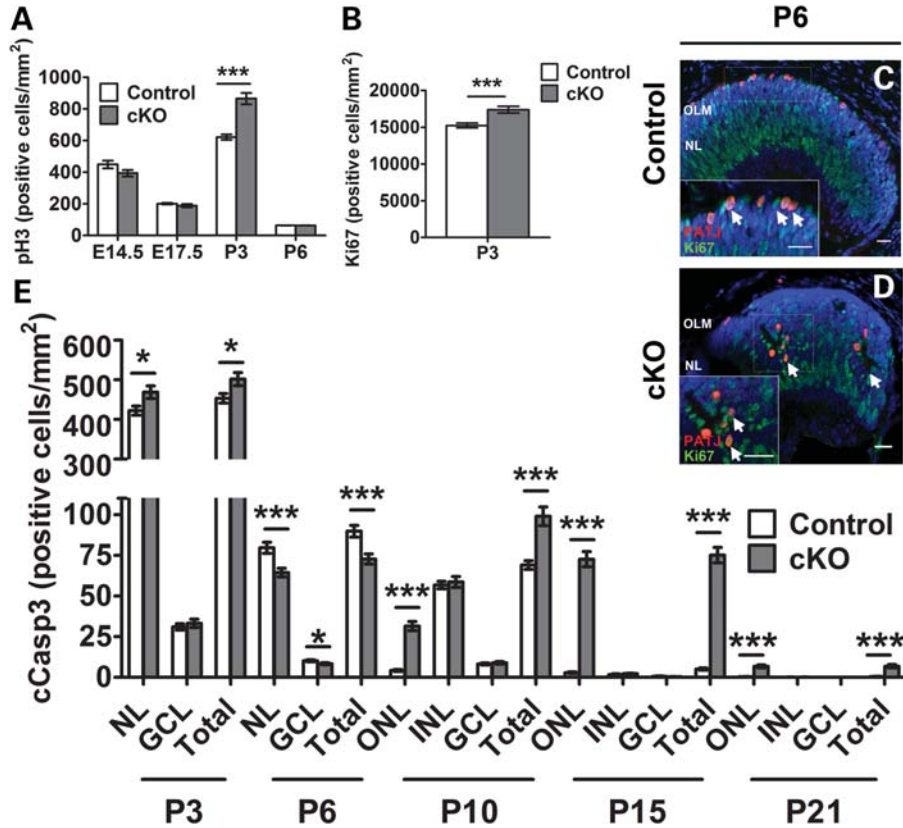 A
pH3 (positive cells/mm²)
1000
800
600
400
200
0
***
Control
cKO
E14.5 E17.5 P3 P6
B
Ki67 (positive cells/mm²)
20000
15000
10000
5000
0
***
Control
cKO
P3
P6
Control
C
OLM
NL
PATJ
Ki67
cKO
D
OLM
NL
PATJ
Ki67
E
cCasp3 (positive cells/mm²)
600
500
400
300
100
75
50
25
0
* * *** * *** *** *** *** *** *** ***
Control
cKO
NL GCL Total NL GCL Total ONL INL GCL Total ONL INL GCL Total ONL INL GCL Total
P3 P6 P10 P15 P21